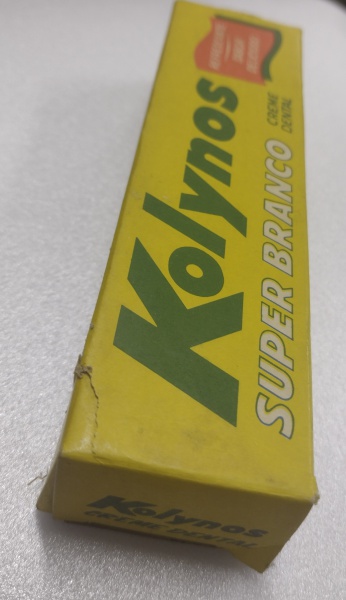 Kolynos
SUPER BRANCO
CREME
DENTAL
Kolynos
CREME DENTAL